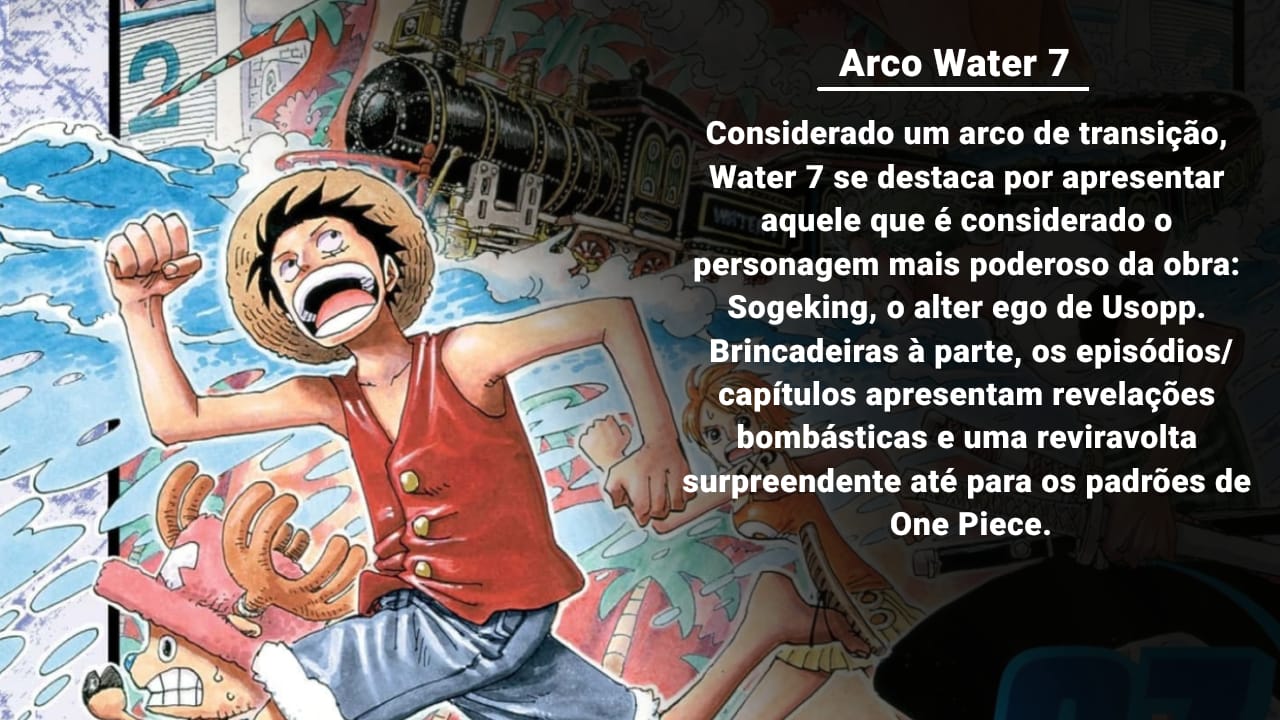 2
Arco Water 7
Considerado um arco de transição,
Water 7 se destaca por apresentar
aquele que é considerado o
personagem mais poderoso da obra:
Sogeking, o alter ego de Usopp.
Brincadeiras à parte, os episódios/
capítulos apresentam revelações
bombásticas e uma reviravolta
surpreendente até para os padrões de
One Piece.